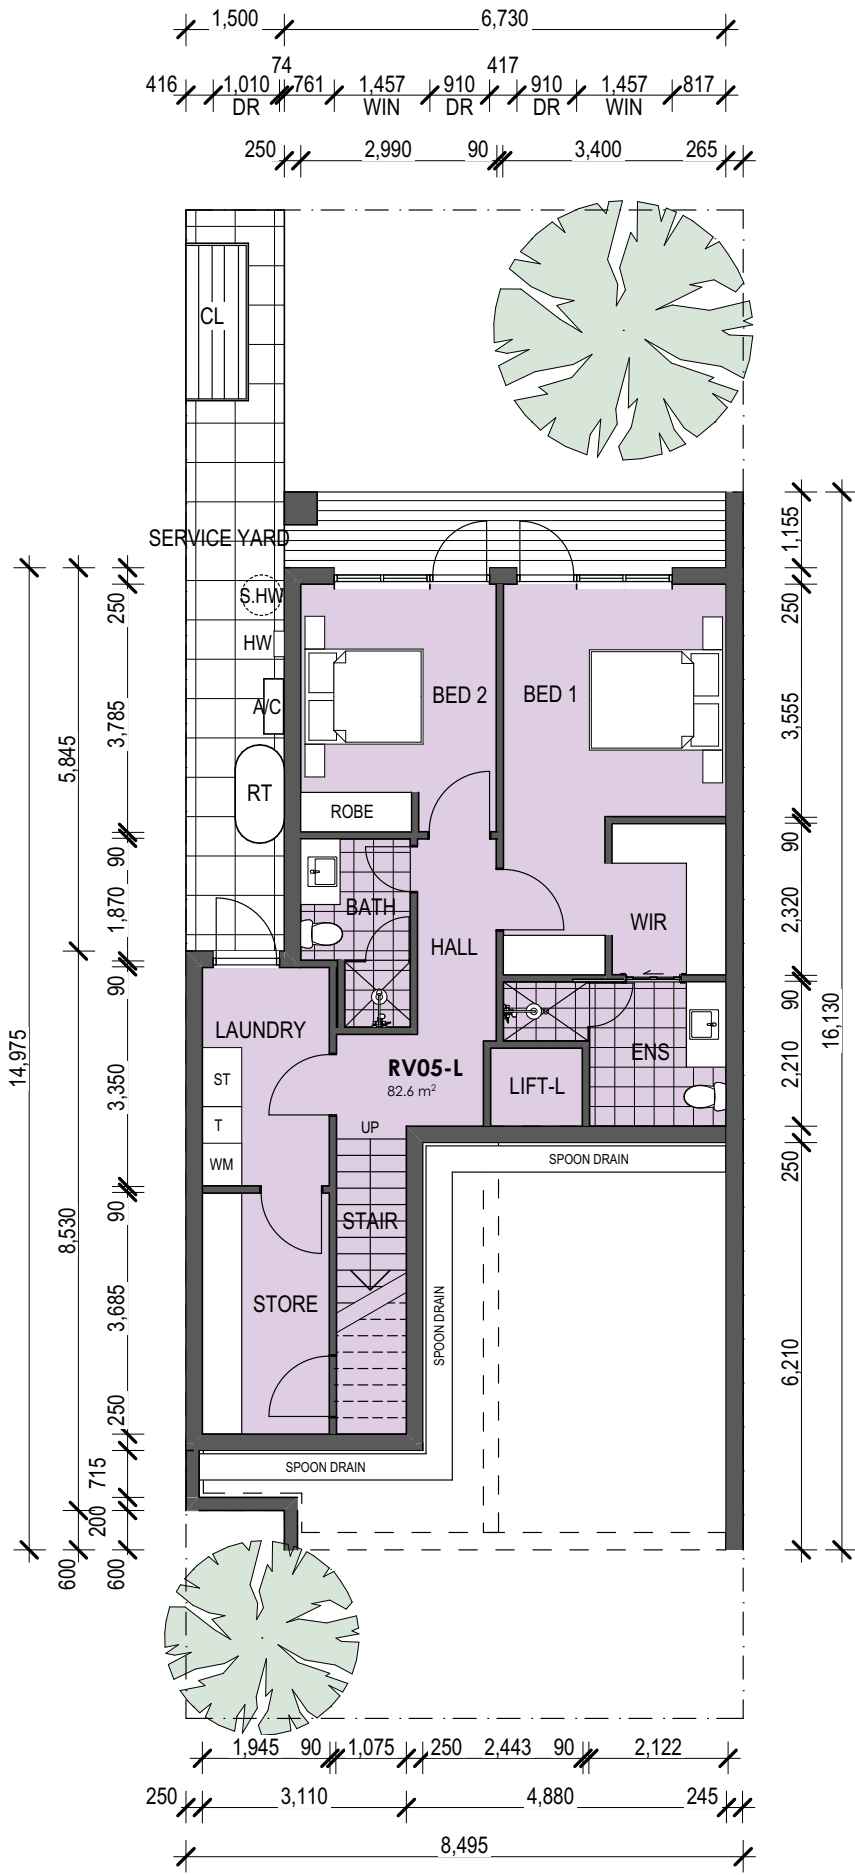 1,500 6,730
74 417
416 1,010 761 1,457 910 910 1,457 817
DR WIN DR DR WIN
250 2,990 90 3,400 265
CL
SERVICE YARD
1,155
S.HW
250
250
HW
BED 2
BED 1
A/C
3,785
3,555
5,845
RT
ROBE
90
90
1,870
BATH
2,320
WIR
HALL
90
90
LAUNDRY
16,130
ENS
RV05-L
82.6 m²
14,975
ST
3,350
2,210
LIFT-L
T
UP
WM
SPOON DRAIN
250
90
8,530
STAIR
STORE
3,685
SPOON DRAIN
6,210
250
SPOON DRAIN
715
200
600
600
1,945 90 1,075 250 2,443 90 2,122
250 3,110 4,880 245
8,495